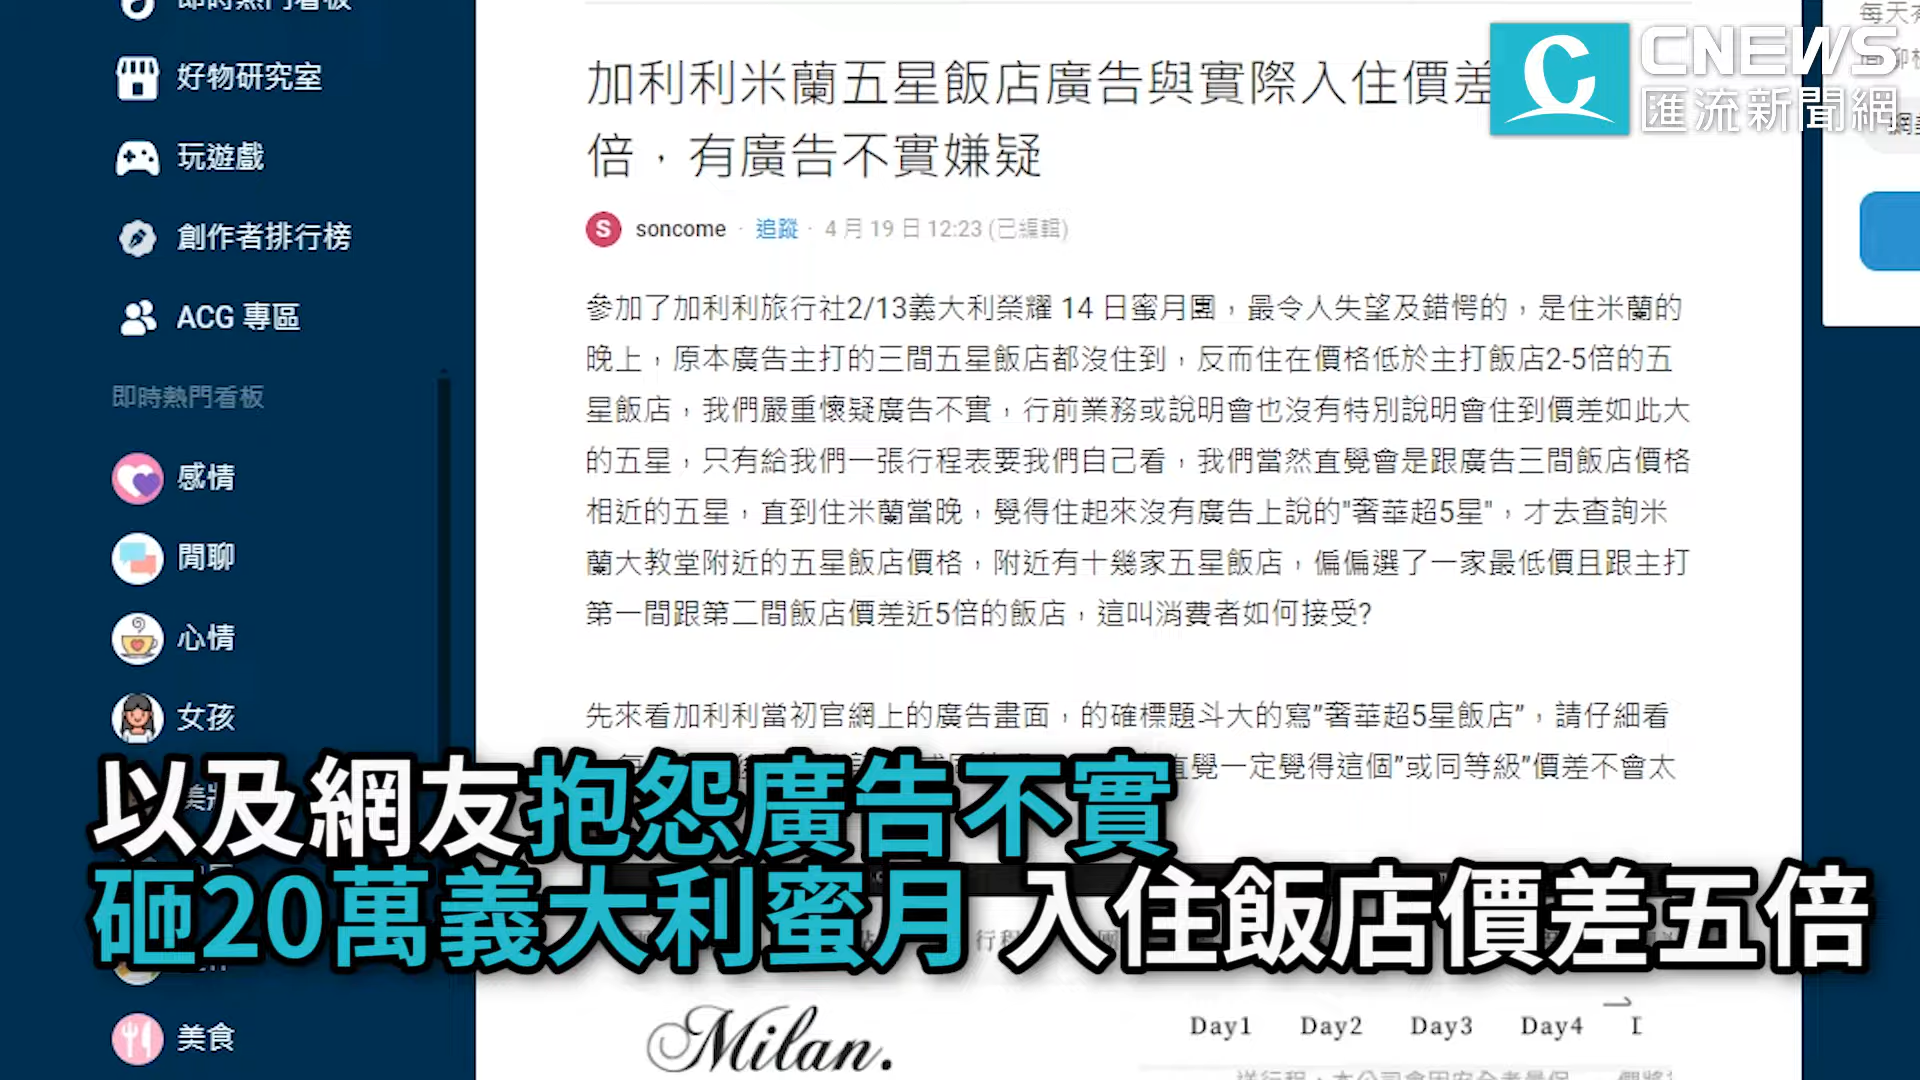 即時熱門看板
好物研究室
玩遊戲
創作者排行榜
ACG 專區
即時熱門看板
感情
閒聊
心情
女孩
美食
加利利米蘭五星飯店廣告與實際入住價差
倍，有廣告不實嫌疑
S soncome · 追蹤 · 4 月 19 日 12:23 (已編輯)
參加了加利利旅行社2/13義大利榮耀 14 日蜜月團，最令人失望及錯愕的，是住米蘭的
晚上，原本廣告主打的三間五星飯店都沒住到，反而住在價格低於主打飯店2-5倍的五
星飯店，我們嚴重懷疑廣告不實，行前業務或說明會也沒有特別說明會住到價差如此大
的五星，只有給我們一張行程表要我們自己看，我們當然直覺會是跟廣告三間飯店價格
相近的五星，直到住米蘭當晚，覺得住起來沒有廣告上說的"奢華超5星"，才去查詢米
蘭大教堂附近的五星飯店價格，附近有十幾家五星飯店，偏偏選了一家最低價且跟主打
第一間跟第二間飯店價差近5倍的飯店，這叫消費者如何接受?
先來看加利利當初官網上的廣告畫面，的確標題斗大的寫"奢華超5星飯店"，請仔細看
直覺一定覺得這個"或同等級"價差不會太
Milan.
Day1 Day2 Day3 Day4
每天
CNEWS
匯流新聞網
以及網友抱怨廣告不實
砸20萬義大利蜜月 入住飯店價差五倍